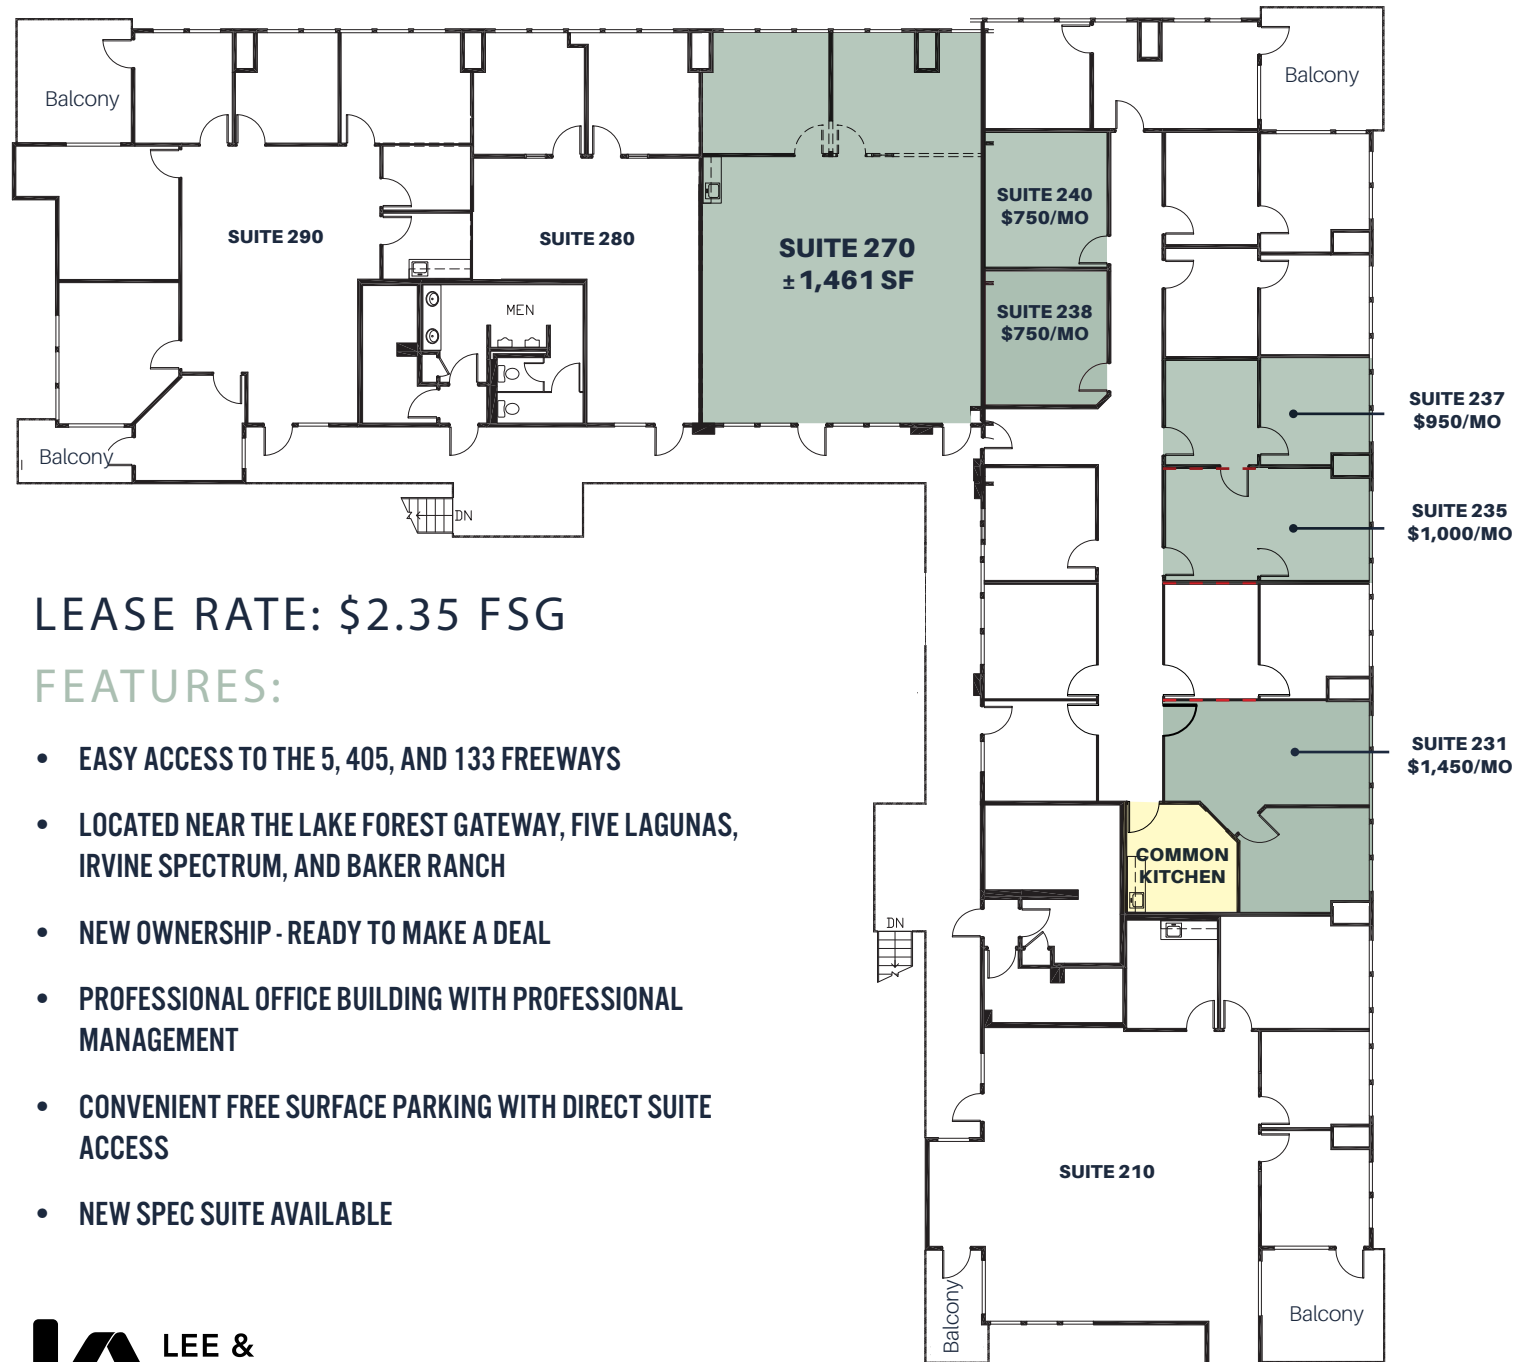 Balcony
Balcony
SUITE 290
SUITE 280
SUITE 270
± 1,461 SF
SUITE 240
$750/MO
SUITE 238
$750/MO
MEN
SUITE 237
$950/MO
Balcony
SUITE 235
$1,000/MO
DN
LEASE RATE: $2.35 FSG
FEATURES:
• EASY ACCESS TO THE 5, 405, AND 133 FREEWAYS
• LOCATED NEAR THE LAKE FOREST GATEWAY, FIVE LAGUNAS,
IRVINE SPECTRUM, AND BAKER RANCH
• NEW OWNERSHIP - READY TO MAKE A DEAL
• PROFESSIONAL OFFICE BUILDING WITH PROFESSIONAL
MANAGEMENT
• CONVENIENT FREE SURFACE PARKING WITH DIRECT SUITE
ACCESS
• NEW SPEC SUITE AVAILABLE
SUITE 231
$1,450/MO
COMMON
KITCHEN
DN
SUITE 210
Balcony
Balcony
LEE &